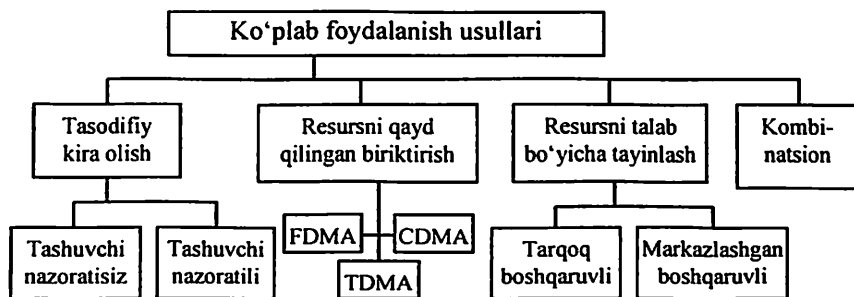 Ko‘plab foydalanish usullari
Tasodifiy
kira olish
Resursni qayd
qilingan biriktirish
Resursni talab
bo‘yicha tayinlash
Kombi-
natsion
Tashuvchi
nazoratisiz
Tashuvchi
nazoratili
FDMA
CDMA
TDMA
Tarqoq
boshqaruvli
Markazlashgan
boshqaruvli